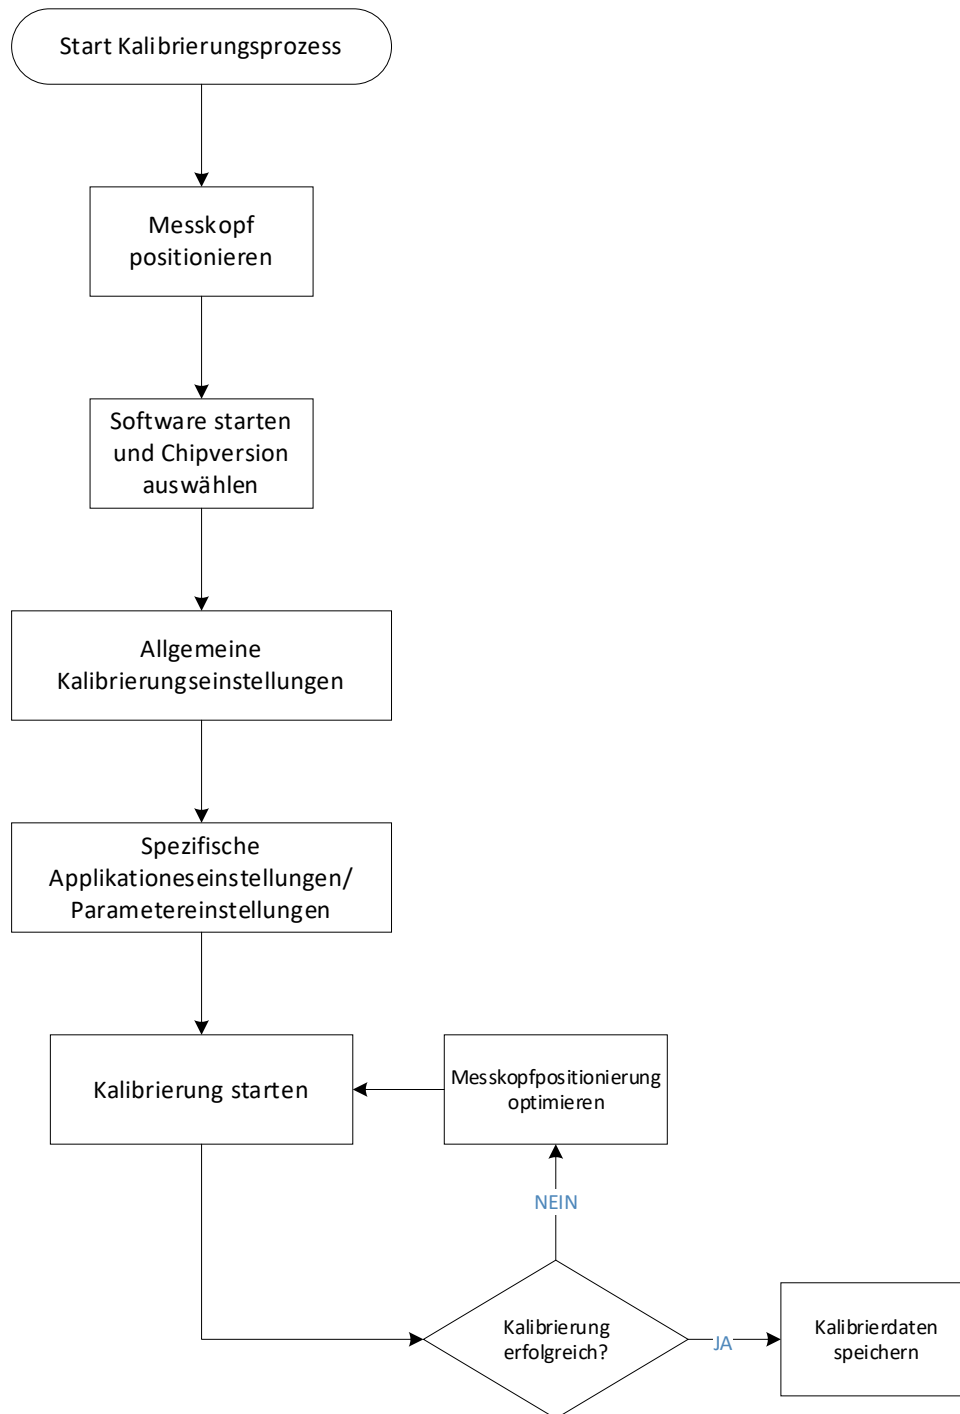 Start Kalibrierungsprozess
Messkopf
positionieren
Software starten
und Chipversion
auswählen
Allgemeine
Kalibrierungseinstellungen
Spezifische
Applikationeseinstellungen/
Parametereinstellungen
Kalibrierung starten
Messkopfpositionierung
optimieren
NEIN
Kalibrierung
erfolgreich?
JA
Kalibrierdaten
speichern